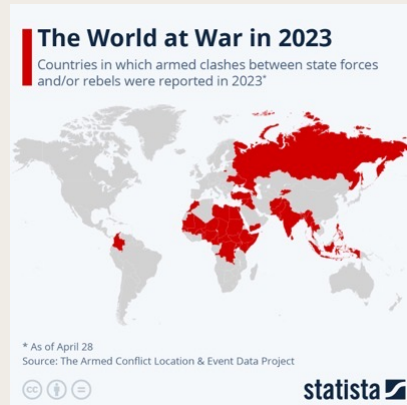 The World at War in 2023
Countries in which armed clashes between state forces
and/or rebels were reported in 2023*
* As of April 28
Source: The Armed Conflict Location & Event Data Project
cc
statista